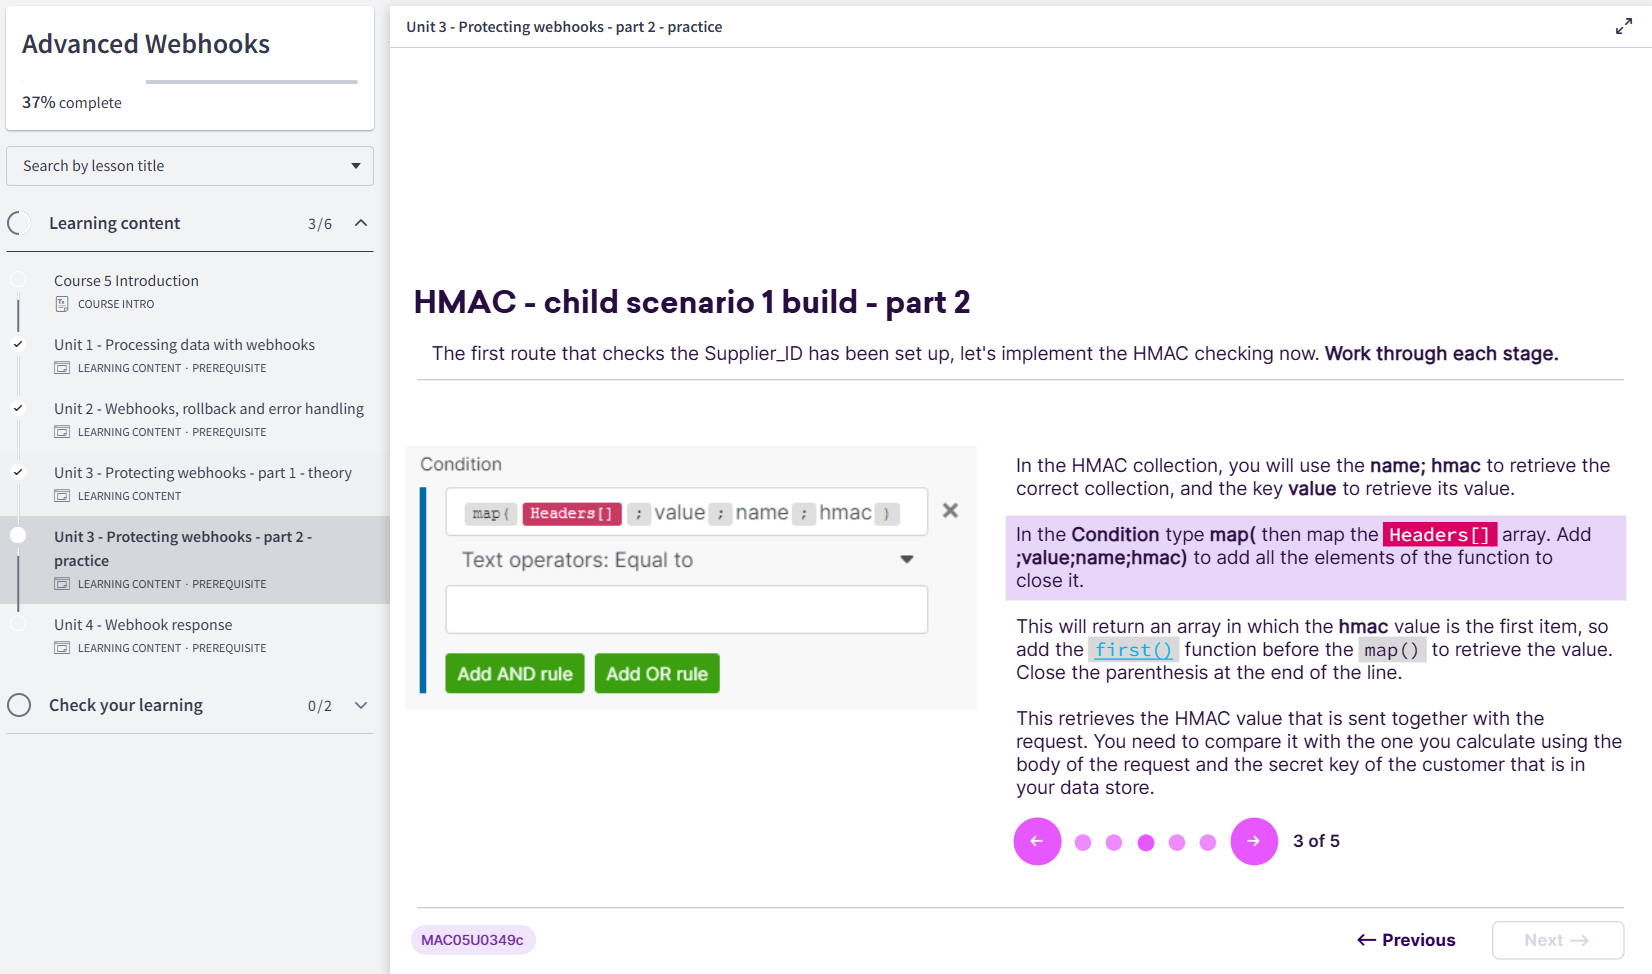 Advanced Webhooks
37% complete
Search by lesson title
Learning content 3/6
Course 5 Introduction
COURSE INTRO
Unit 1 - Processing data with webhooks
LEARNING CONTENT · PREREQUISITE
Unit 2 - Webhooks, rollback and error handling
LEARNING CONTENT · PREREQUISITE
Unit 3 - Protecting webhooks - part 1 - theory
LEARNING CONTENT
Unit 3 - Protecting webhooks - part 2 -
practice
LEARNING CONTENT · PREREQUISITE
Unit 4 - Webhook response
LEARNING CONTENT · PREREQUISITE
Check your learning 0/2
Unit 3 - Protecting webhooks - part 2 - practice
HMAC - child scenario 1 build - part 2
The first route that checks the Supplier_ID has been set up, let's implement the HMAC checking now. Work through each stage.
Condition
map( Headers[] ; value ; name ; hmac )
Text operators: Equal to
Add AND rule Add OR rule
In the HMAC collection, you will use the name; hmac to retrieve the
correct collection, and the key value to retrieve its value.
In the Condition type map( then map the Headers[] array. Add
;value;name;hmac) to add all the elements of the function to
close it.
This will return an array in which the hmac value is the first item, so
add the first() function before the map() to retrieve the value.
Close the parenthesis at the end of the line.
This retrieves the HMAC value that is sent together with the
request. You need to compare it with the one you calculate using the
body of the request and the secret key of the customer that is in
your data store.
← → 3 of 5
MAC05U0349c
← Previous Next →